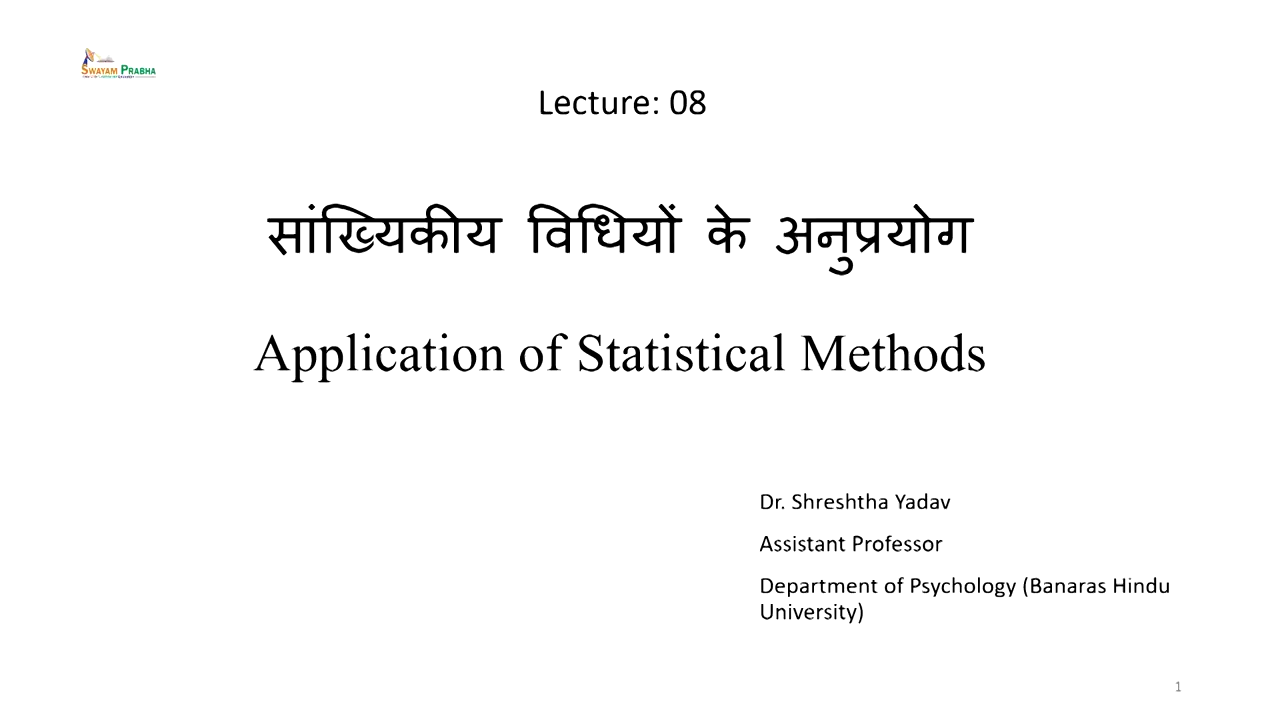 SWAYAM PRABHA
Lecture: 08
सांख्यिकीय विधियों के अनुप्रयोग
Application of Statistical Methods
Dr. Shreshtha Yadav
Assistant Professor
Department of Psychology (Banaras Hindu
University)
1